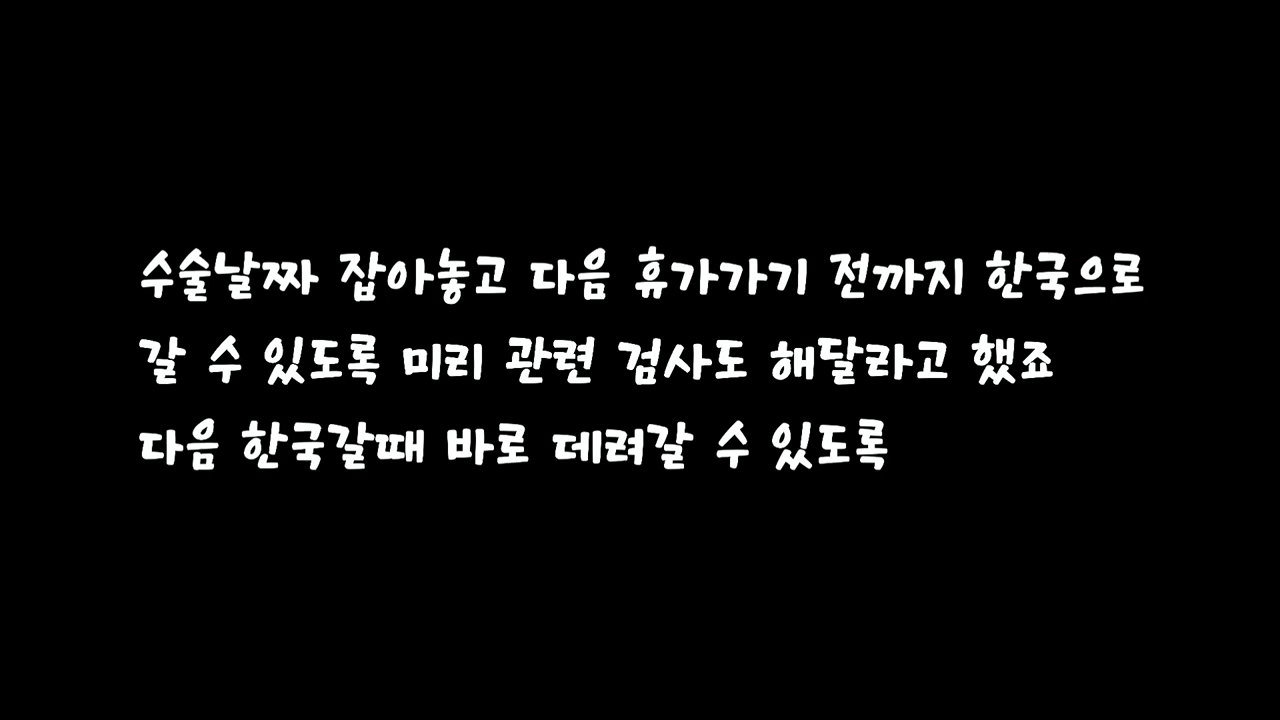 수술날짜 잡아놓고 다음 휴가가기 전까지 한국으로
갈 수 있도록 미리 관련 검사도 해달라고 했죠
다음 한국갈때 바로 데려갈 수 있도록